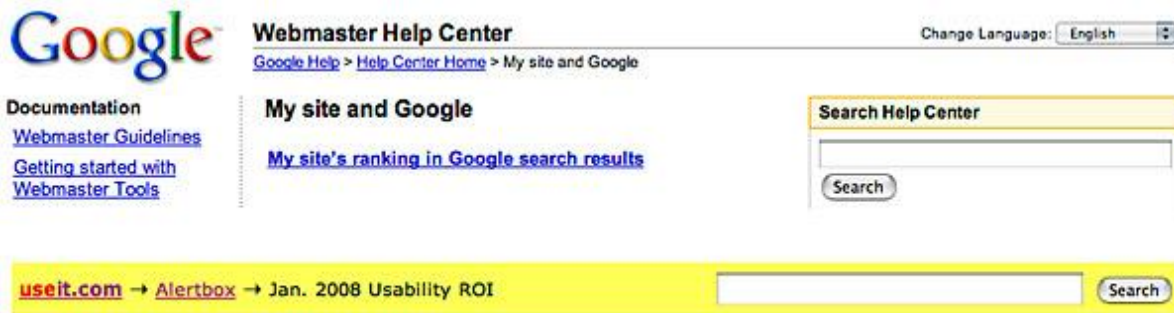 Google
Webmaster Help Center
Change Language: English
Google Help > Help Center Home > My site and Google
Documentation
Webmaster Guidelines
Getting started with
Webmaster Tools
My site and Google
My site's ranking in Google search results
Search Help Center
Search
useit.com → Alertbox → Jan. 2008 Usability ROI
Search